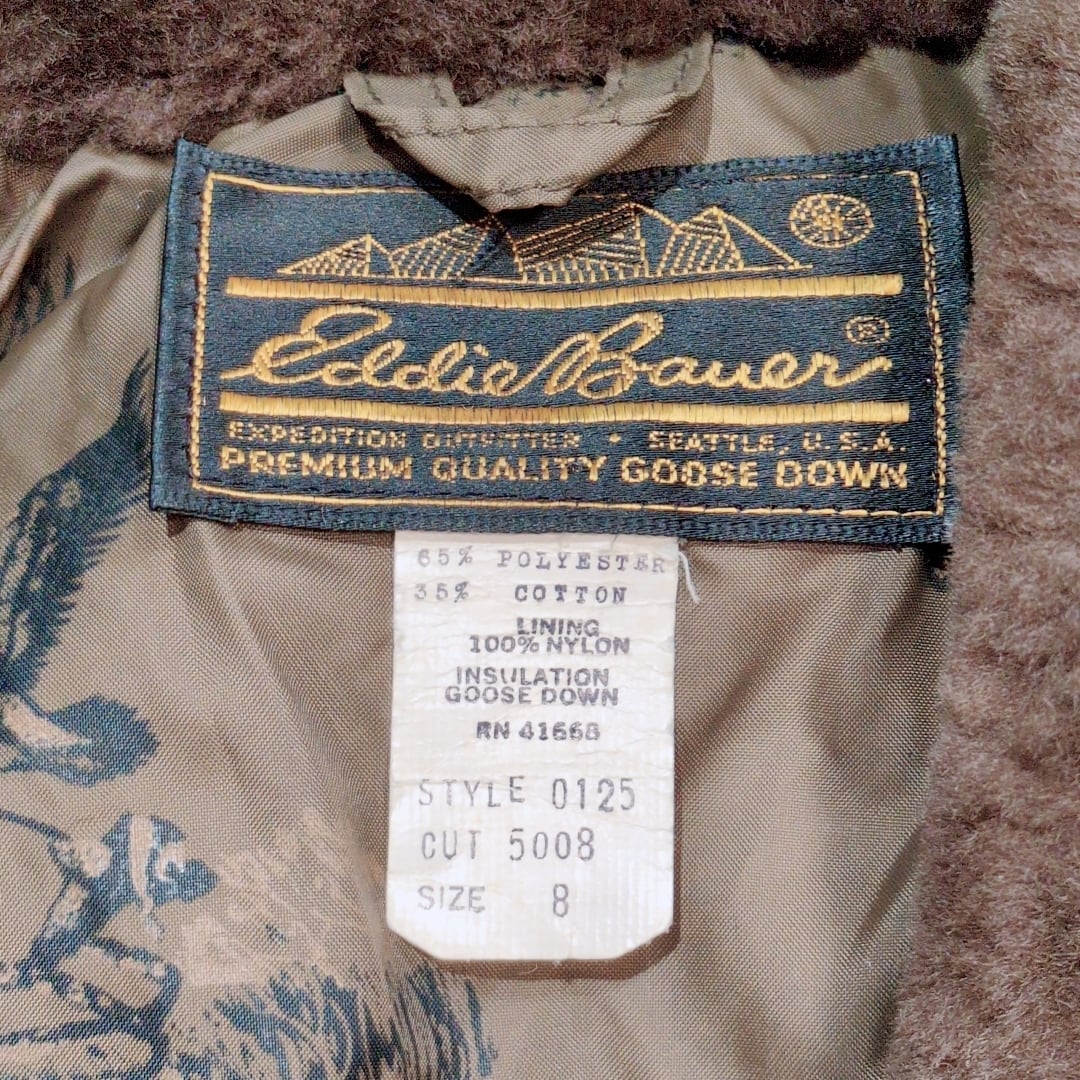 Eddie Bauer ®
EXPEDITION OUTFITTER • SEATTLE, U.S.A.
PREMIUM QUALITY GOOSE DOWN
65% POLYESTER
35% COTTON
LINING
100% NYLON
INSULATION
GOOSE DOWN
RN 41668
STYLE 0125
CUT 5008
SIZE 8